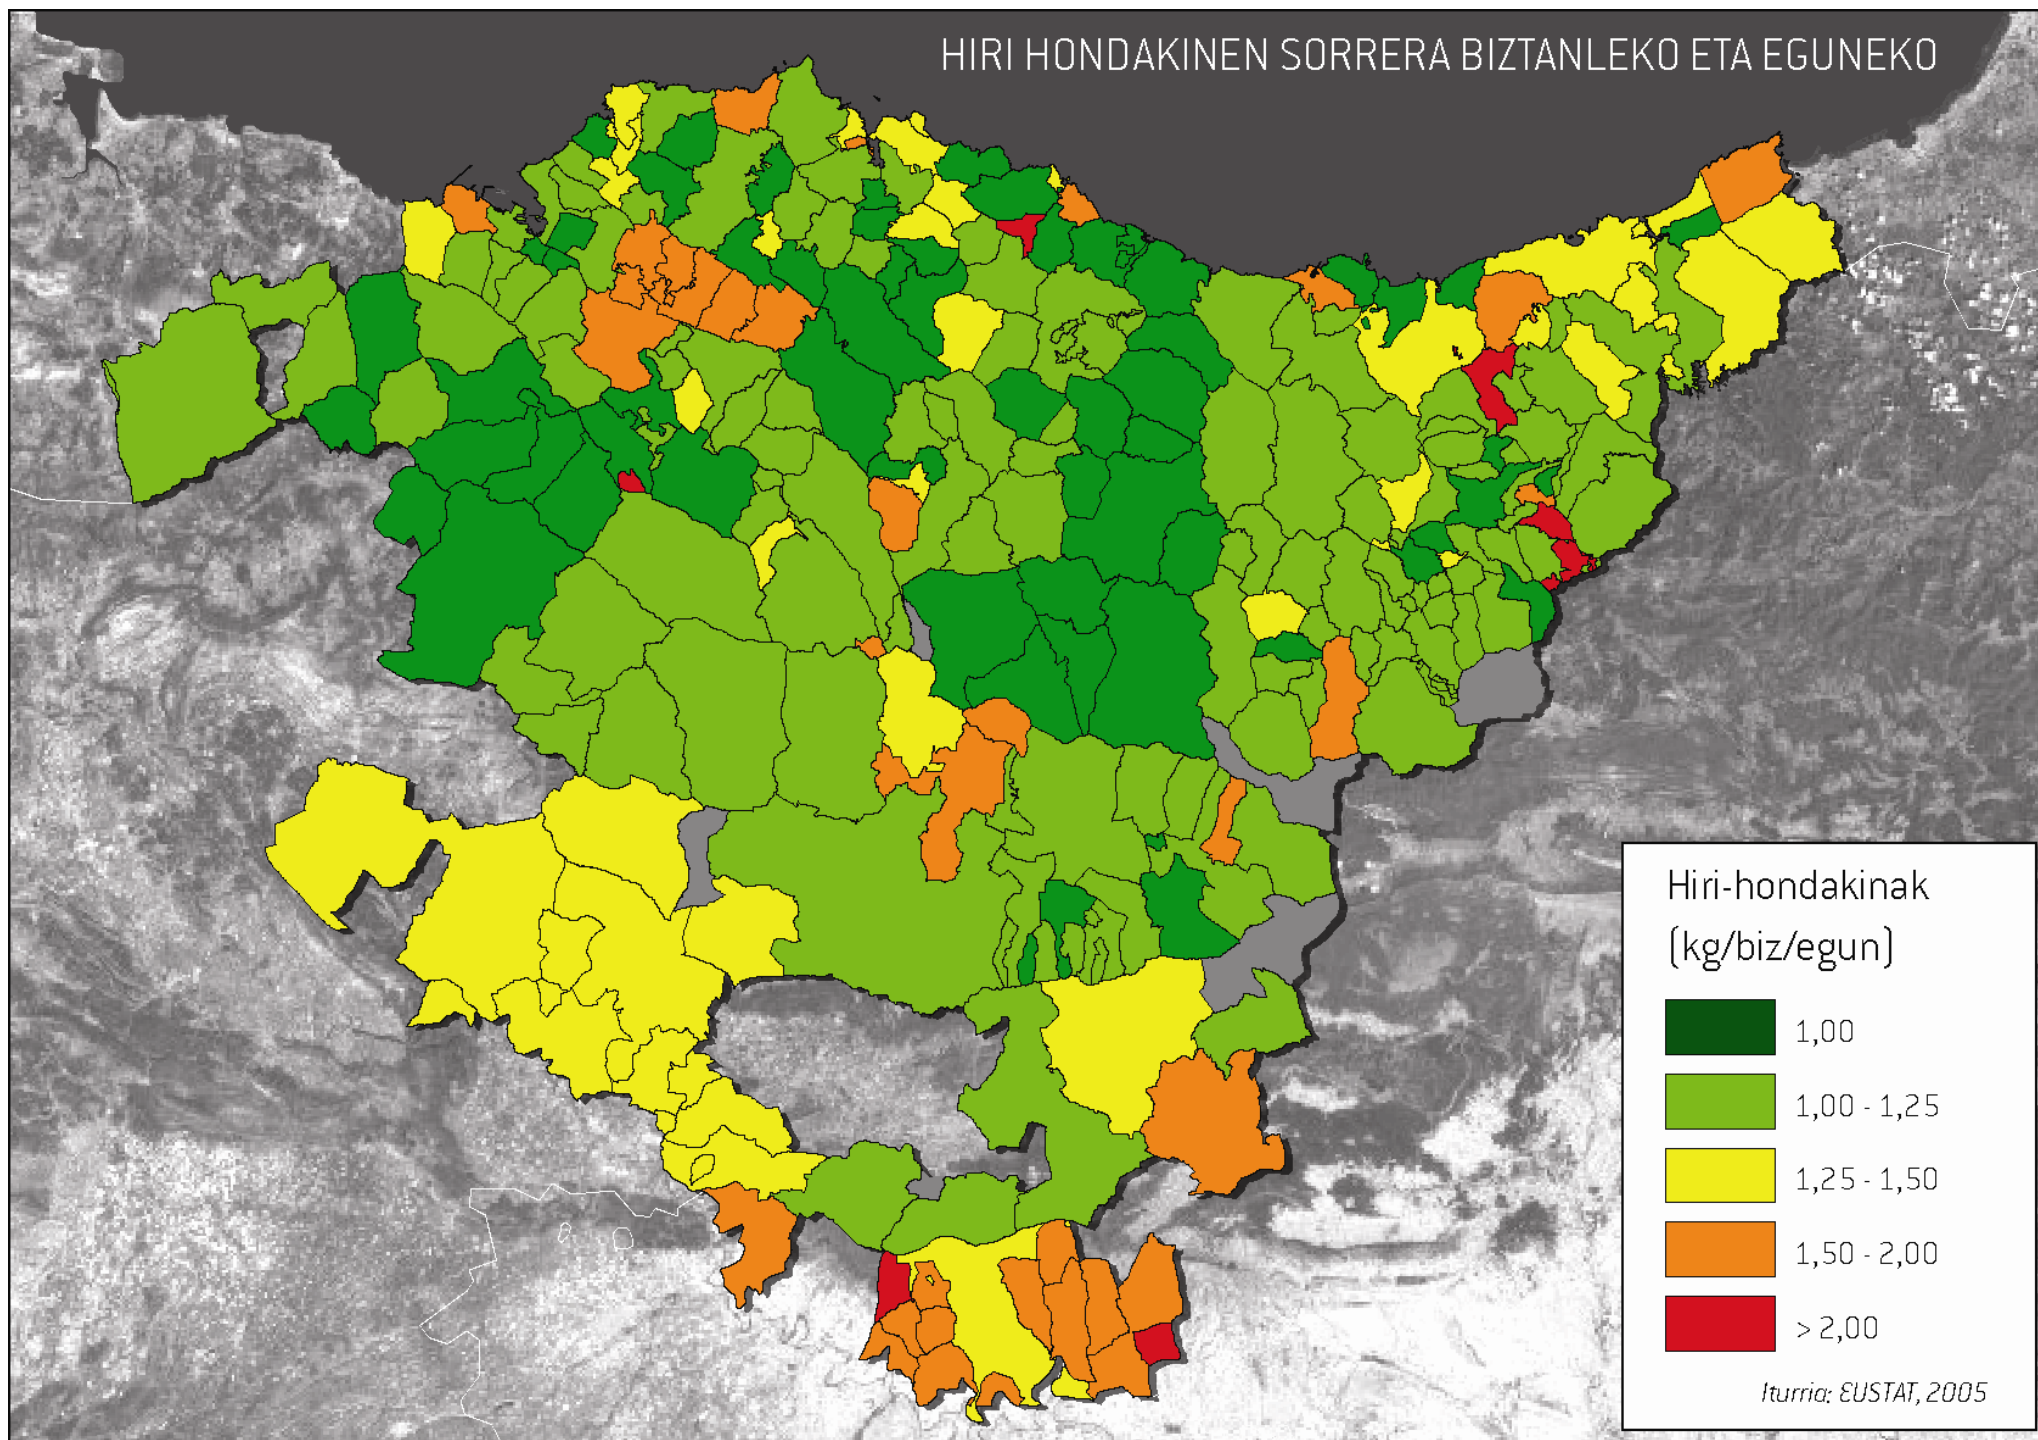 HIRI HONDAKINEN SORRERA BIZTANLEKO ETA EGUNEKO
Hiri-hondakinak
(kg/biz/egun)
1,00
1,00 - 1,25
1,25 - 1,50
1,50 - 2,00
> 2,00
Iturria: EUSTAT, 2005